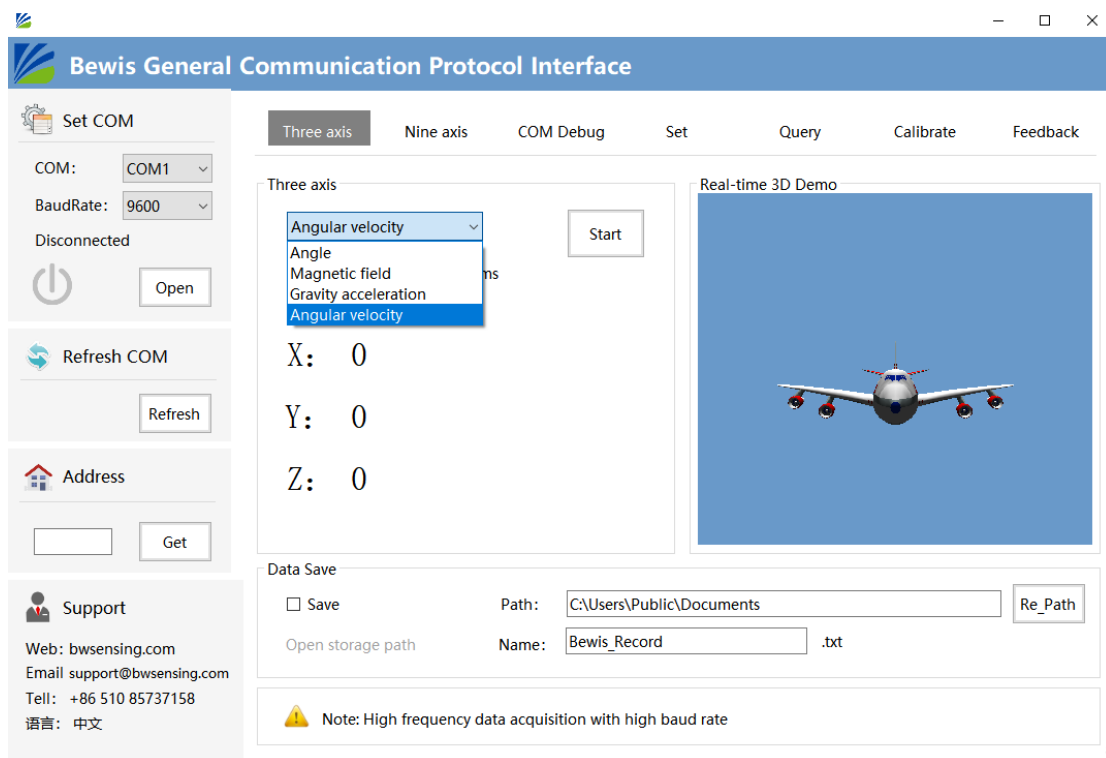 Bewis General Communication Protocol Interface
Set COM
COM: COM1
BaudRate: 9600
Disconnected
Open
Refresh COM
Refresh
Address
Get
Support
Web: bwsensing.com
Email support@bwsensing.com
Tell: +86 510 85737158
语言: 中文
Three axis Nine axis COM Debug Set Query Calibrate Feedback
Three axis
Angular velocity
Start
Angle
Magnetic field
ms
Gravity acceleration
Angular velocity
X: 0
Y: 0
Z: 0
Real-time 3D Demo
Data Save
Save Path: C:\Users\Public\Documents Re_Path
Open storage path Name: Bewis_Record .txt
Note: High frequency data acquisition with high baud rate